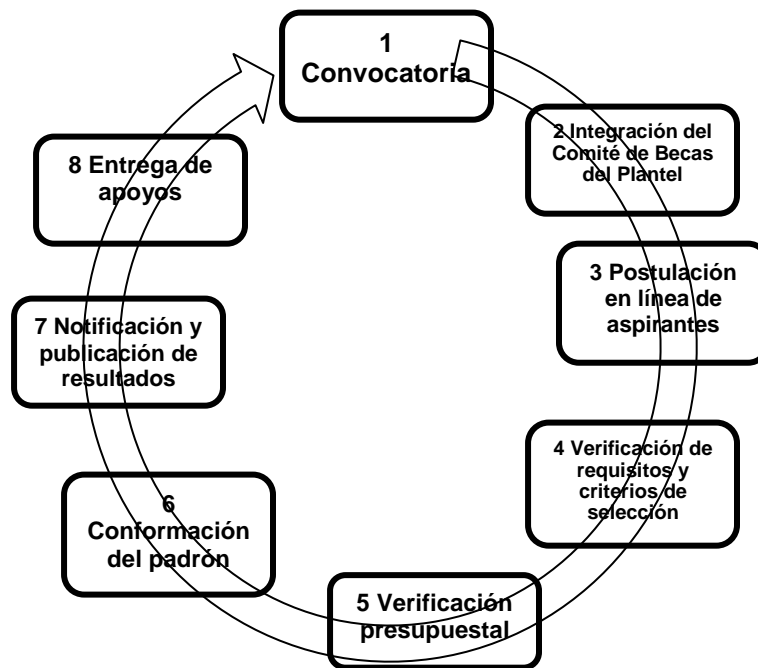 1
Convocatoria
2 Integración del
Comité de Becas
del Plantel
3 Postulación
en línea de
aspirantes
4 Verificación de
requisitos y
criterios de
selección
5 Verificación
presupuestal
6
Conformación
del padrón
7 Notificación y
publicación de
resultados
8 Entrega de
apoyos